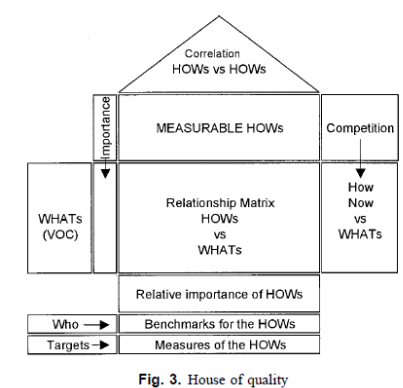 Correlation
HOWs vs HOWs
Importance
MEASURABLE HOWs
Competition
WHATs
(VOC)
Relationship Matrix
HOWs
vs
WHATs
How
Now
vs
WHATs
Relative importance of HOWs
Who
Benchmarks for the HOWs
Targets
Measures of the HOWs
Fig. 3. House of quality